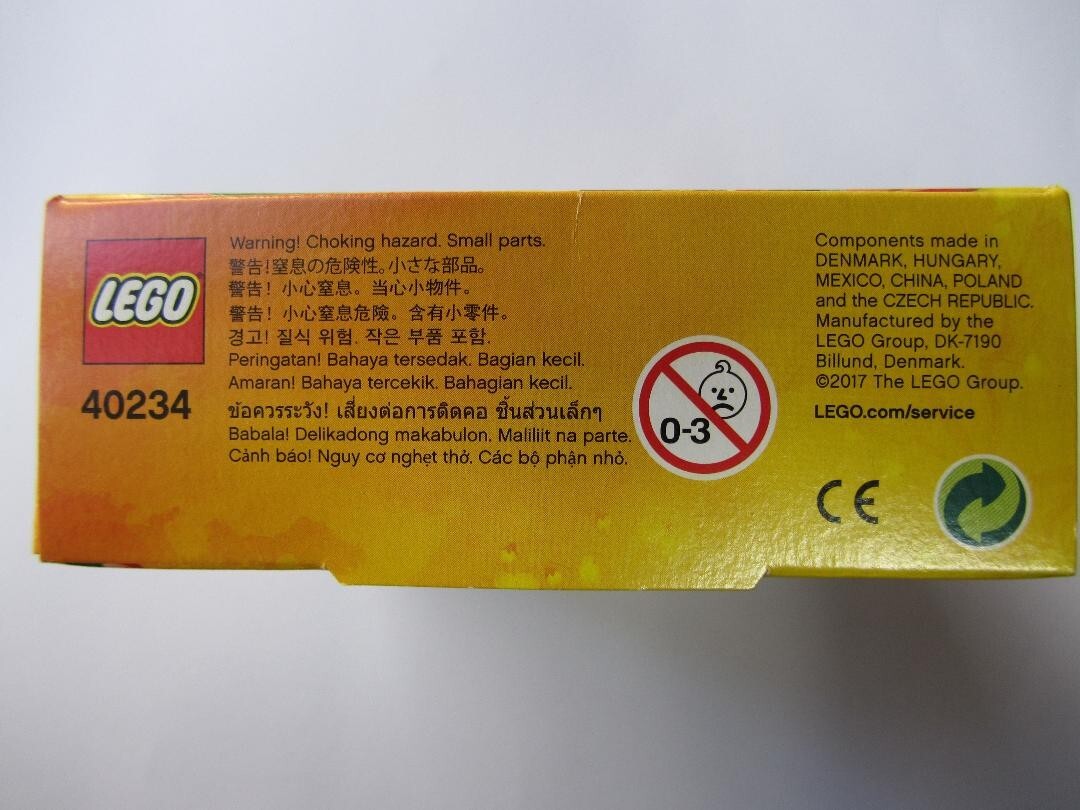 LEGO
40234
Warning! Choking hazard. Small parts.
警告!窒息の危険性。小さな部品。
警告！小心窒息。当心小物件。
警告！小心窒息危險。含有小零件。
경고! 질식 위험. 작은 부품 포함.
Peringatan! Bahaya tersedak. Bagian kecil.
Amaran! Bahaya tercekik. Bahagian kecil.
ข้อควรระวัง! เสี่ยงต่อการติดคอ ชิ้นส่วนเล็กๆ
Babala! Delikadong makabulon. Maliliit na parte.
Cảnh báo! Nguy cơ nghẹt thở. Các bộ phận nhỏ.
0-3
Components made in
DENMARK, HUNGARY,
MEXICO, CHINA, POLAND
and the CZECH REPUBLIC.
Manufactured by the
LEGO Group, DK-7190
Billund, Denmark.
©2017 The LEGO Group.
LEGO.com/service
CE